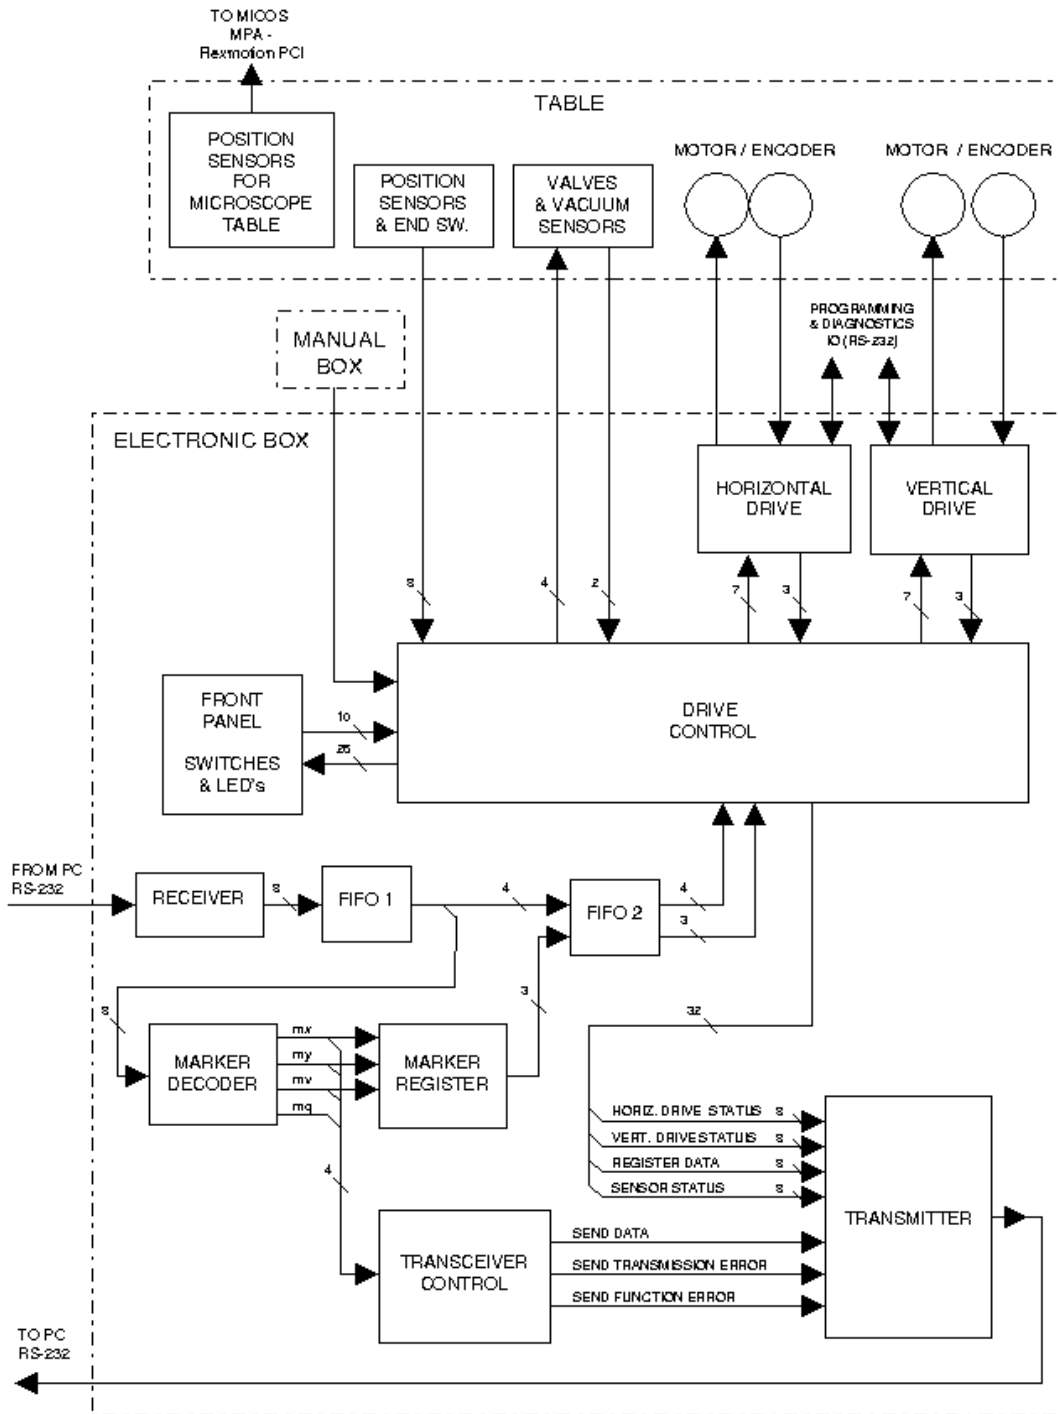 TO MICOS
MPA -
Rexmotion PCI
TABLE
POSITION
SENSORS
FOR
MICROSCOPE
TABLE
POSITION
SENSORS
& END SW.
VALVES
& VACUUM
SENSORS
MOTOR / ENCODER
MOTOR / ENCODER
PROGRAMMING
& DIAGNOSTICS
IO (RS-232)
MANUAL
BOX
ELECTRONIC BOX
HORIZONTAL
DRIVE
VERTICAL
DRIVE
8
4
2
7
3
7
3
FRONT
PANEL
SWITCHES
& LED's
10
26
DRIVE
CONTROL
FROM PC
RS-232
RECEIVER
8
FIFO 1
4
FIFO 2
4
3
8
3
32
MARKER
DECODER
mx
my
mv
mq
MARKER
REGISTER
4
HORIZ. DRIVE STATUS 8
VERT. DRIVE STATUS 8
REGISTER DATA 8
SENSOR STATUS 8
TRANSMITTER
TRANSCEIVER
CONTROL
SEND DATA
SEND TRANSMISSION ERROR
SEND FUNCTION ERROR
TO PC
RS-232